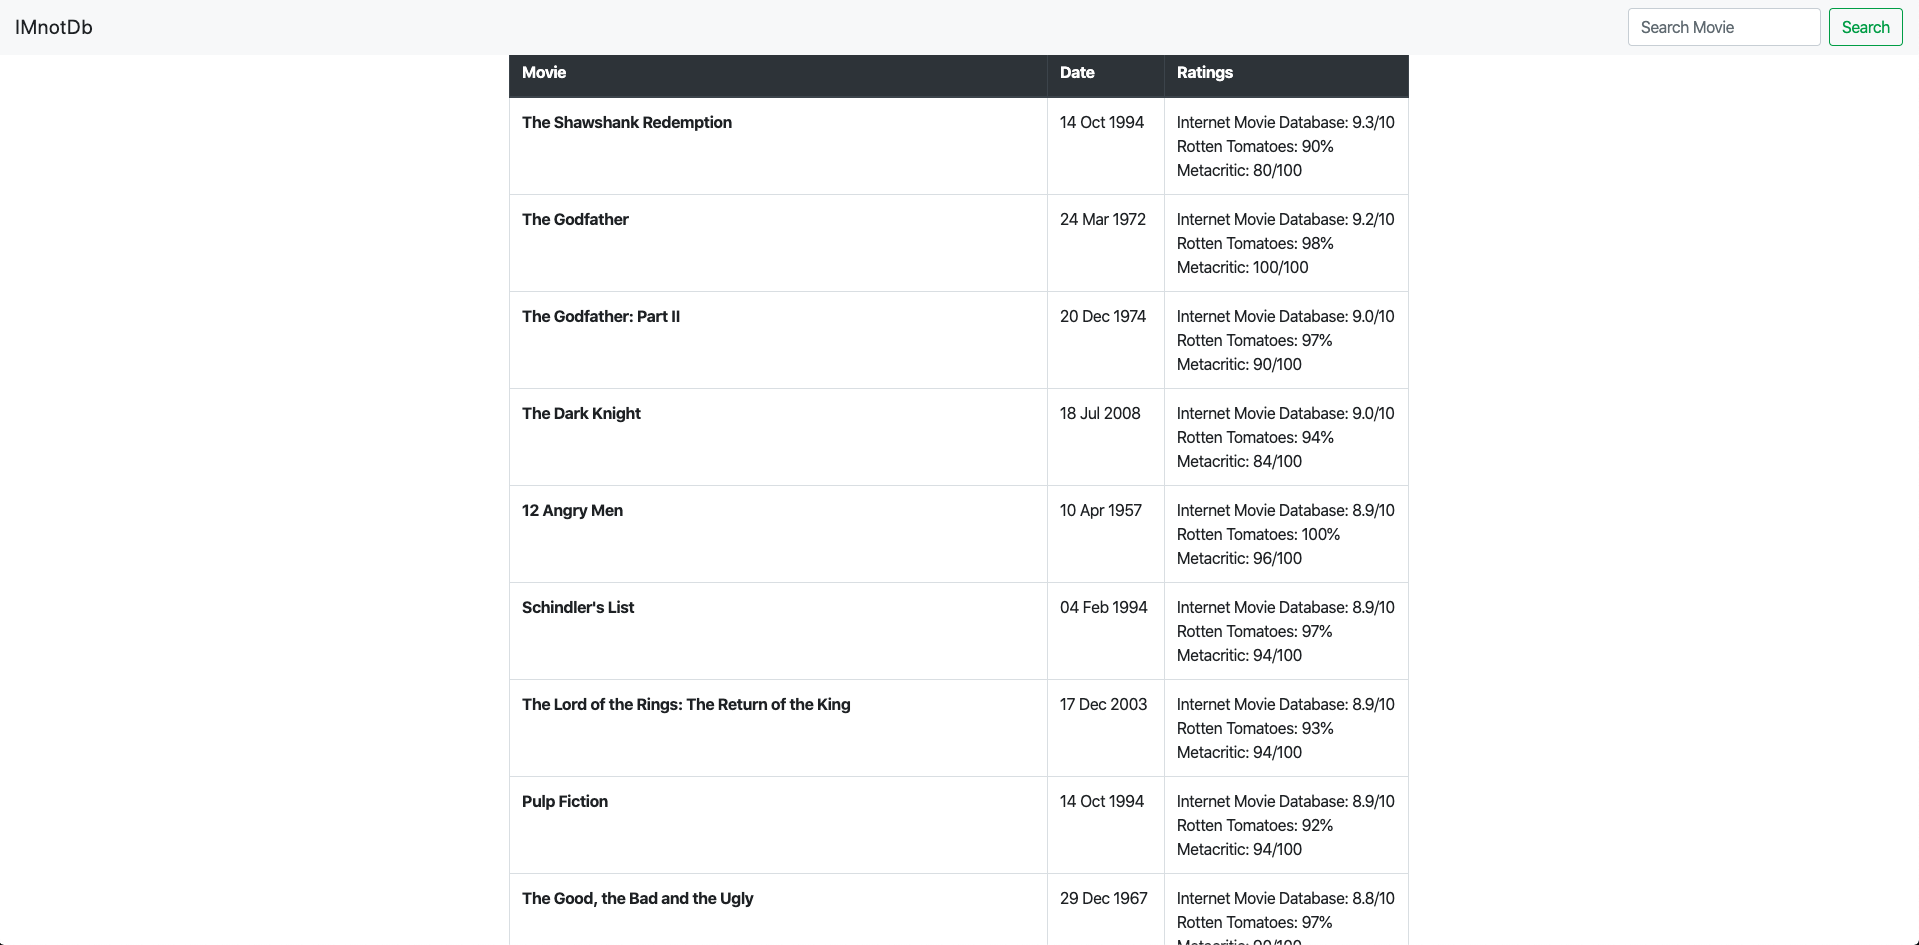 IMnotDb
Search Movie
Search
Movie
Date
Ratings
The Shawshank Redemption
14 Oct 1994
Internet Movie Database: 9.3/10
Rotten Tomatoes: 90%
Metacritic: 80/100
The Godfather
24 Mar 1972
Internet Movie Database: 9.2/10
Rotten Tomatoes: 98%
Metacritic: 100/100
The Godfather: Part II
20 Dec 1974
Internet Movie Database: 9.0/10
Rotten Tomatoes: 97%
Metacritic: 90/100
The Dark Knight
18 Jul 2008
Internet Movie Database: 9.0/10
Rotten Tomatoes: 94%
Metacritic: 84/100
12 Angry Men
10 Apr 1957
Internet Movie Database: 8.9/10
Rotten Tomatoes: 100%
Metacritic: 96/100
Schindler's List
04 Feb 1994
Internet Movie Database: 8.9/10
Rotten Tomatoes: 97%
Metacritic: 94/100
The Lord of the Rings: The Return of the King
17 Dec 2003
Internet Movie Database: 8.9/10
Rotten Tomatoes: 93%
Metacritic: 94/100
Pulp Fiction
14 Oct 1994
Internet Movie Database: 8.9/10
Rotten Tomatoes: 92%
Metacritic: 94/100
The Good, the Bad and the Ugly
29 Dec 1967
Internet Movie Database: 8.8/10
Rotten Tomatoes: 97%